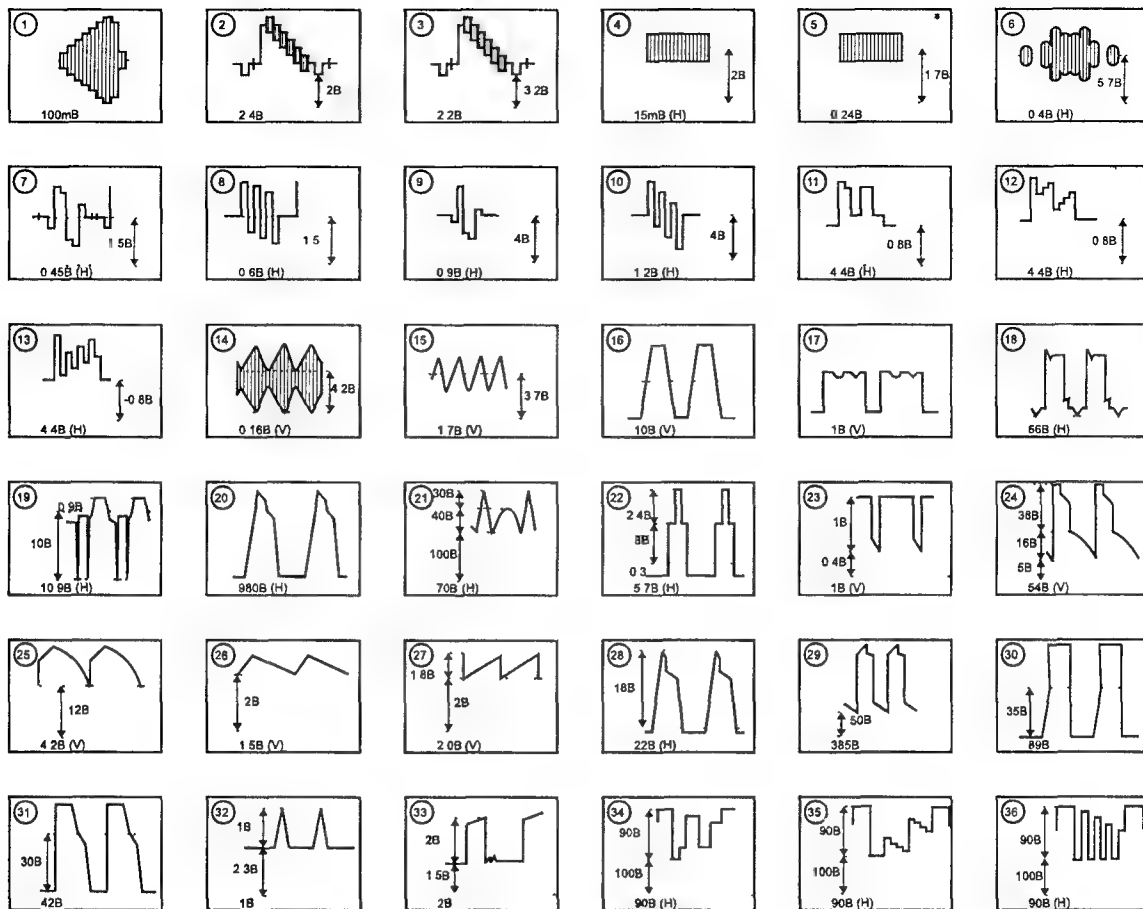 1 2 3 4 5 6
2B 3 2B 2B 1 7B 5 7B
100mB 2 4B 2 2B 15mB (H) 0 24B 0 4B (H)
7 8 9 10 11 12
1 5B 1 5 4B 4B 0 8B 0 8B
0 45B (H) 0 6B (H) 0 9B (H) 1 2B (H) 4 4B (H) 4 4B (H)
13 14 15 16 17 18
-0 8B 4 2B 3 7B
4 4B (H) 0 16B (V) 1 7B (V) 10B (V) 1B (V) 56B (H)
19 20 21 22 23 24
0,9B 30B 2 4B 1B 38B
10B 40B 3B 16B
100B 0 3 0 4B 5B
10 9B (H) 980B (H) 70B (H) 5 7B (H) 1B (V) 54B (V)
25 26 27 28 29 30
1 8B 18B
12B 2B 2B 50B 35B
4 2B (V) 1 5B (V) 2 0B (V) 22B (H) 385B 89B
31 32 33 34 35 36
1B 2B 90B 90B 90B
30B 2 3B 1 5B 100B 100B 100B
42B 1B 2B 90B (H) 90B (H) 90B (H)